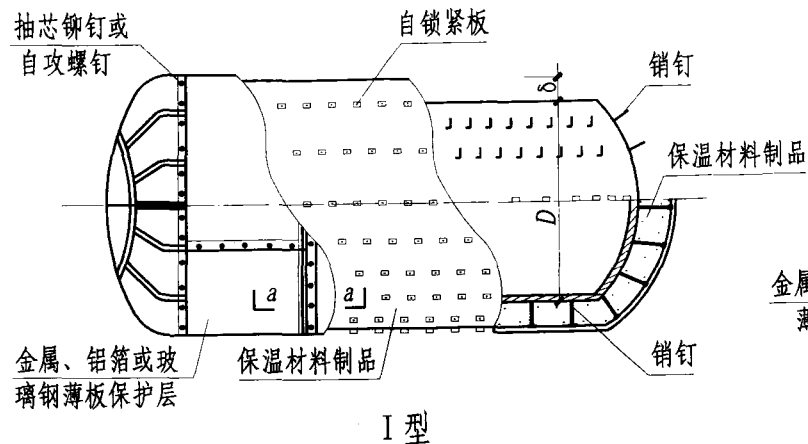 抽芯铆钉或
自攻螺钉
自锁紧板
δ
销钉
保温材料制品
D
a
a
金属
薄
金属、铝箔或玻
璃钢薄板保护层
保温材料制品
销钉
I 型